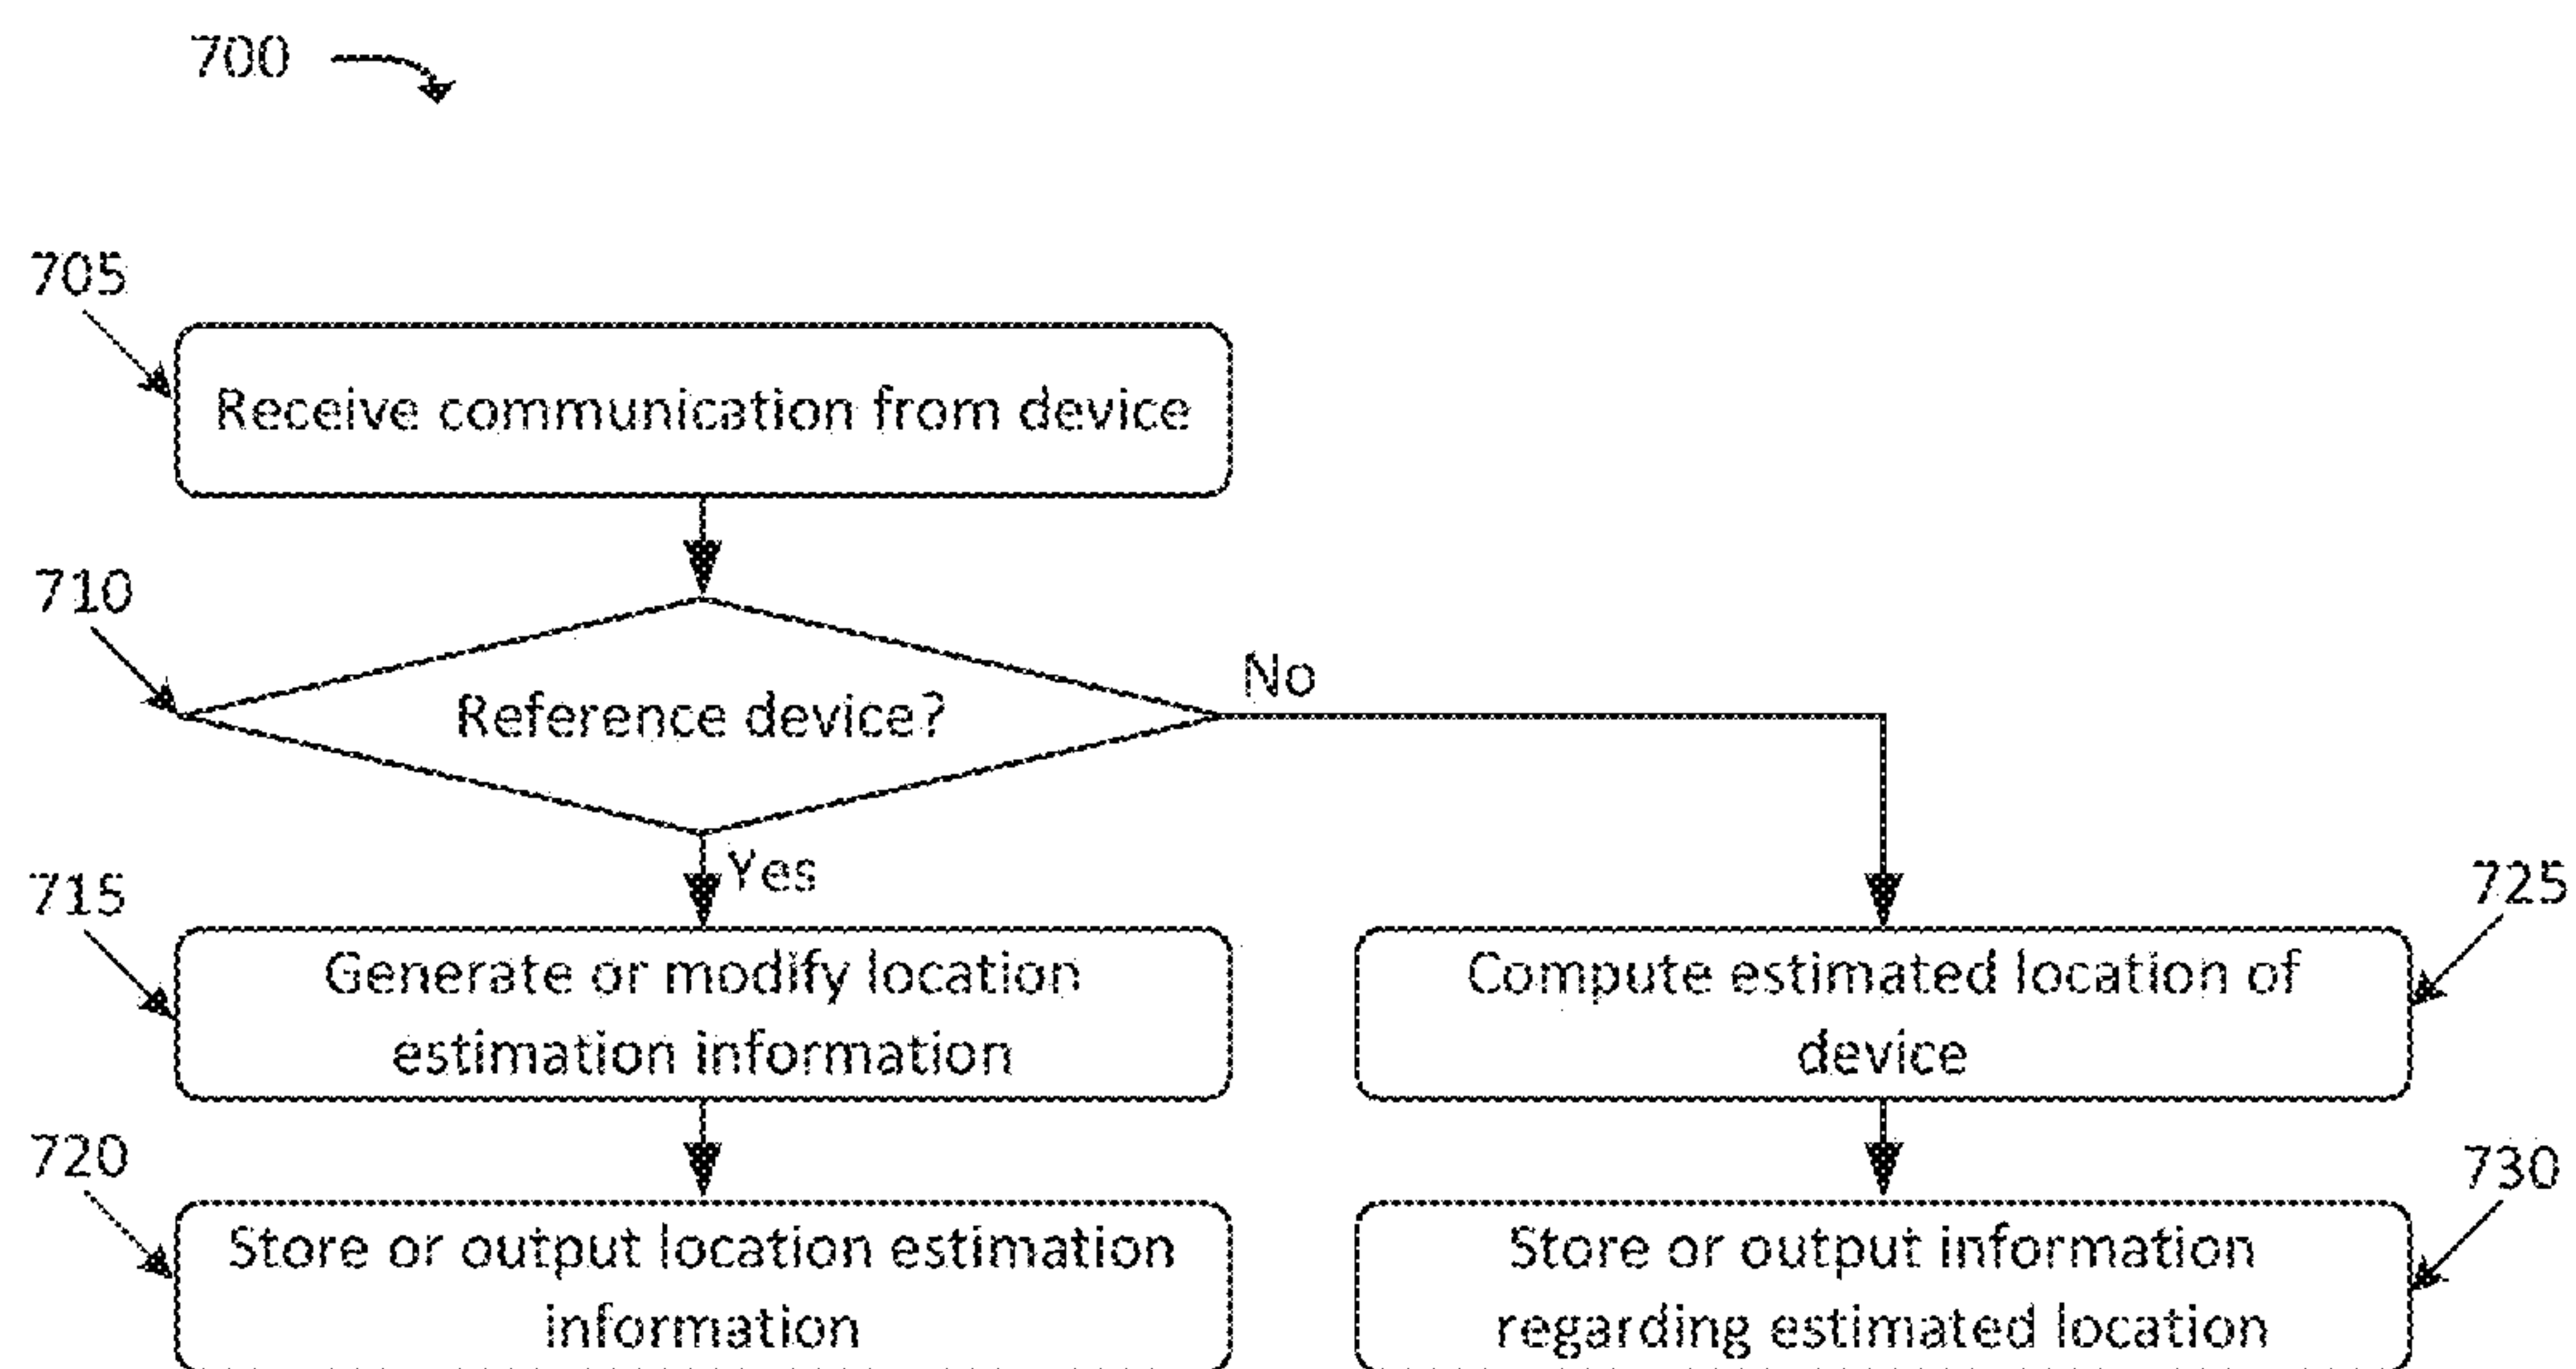 700
705
Receive communication from device
710
Reference device?
No
Yes
715
Generate or modify location
estimation information
725
Compute estimated location of
device
720
Store or output location estimation
information
730
Store or output information
regarding estimated location